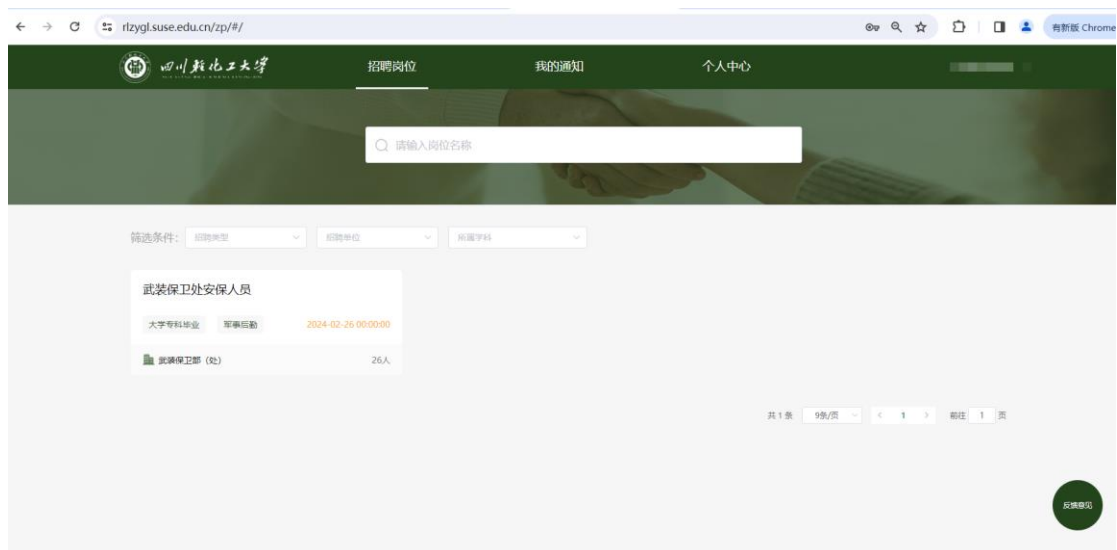 rlzygl.suse.edu.cn/zp/#/
有新版 Chrome
四川轻化工大学
招聘岗位
我的通知
个人中心
请输入岗位名称
筛选条件:
招聘类型
招聘单位
所属学科
武装保卫处安保人员
大学专科毕业
军事后勤
2024-02-26 00:00:00
武装保卫部(处)
26人
共 1 条
9条/页
1
前往 1 页
反馈意见